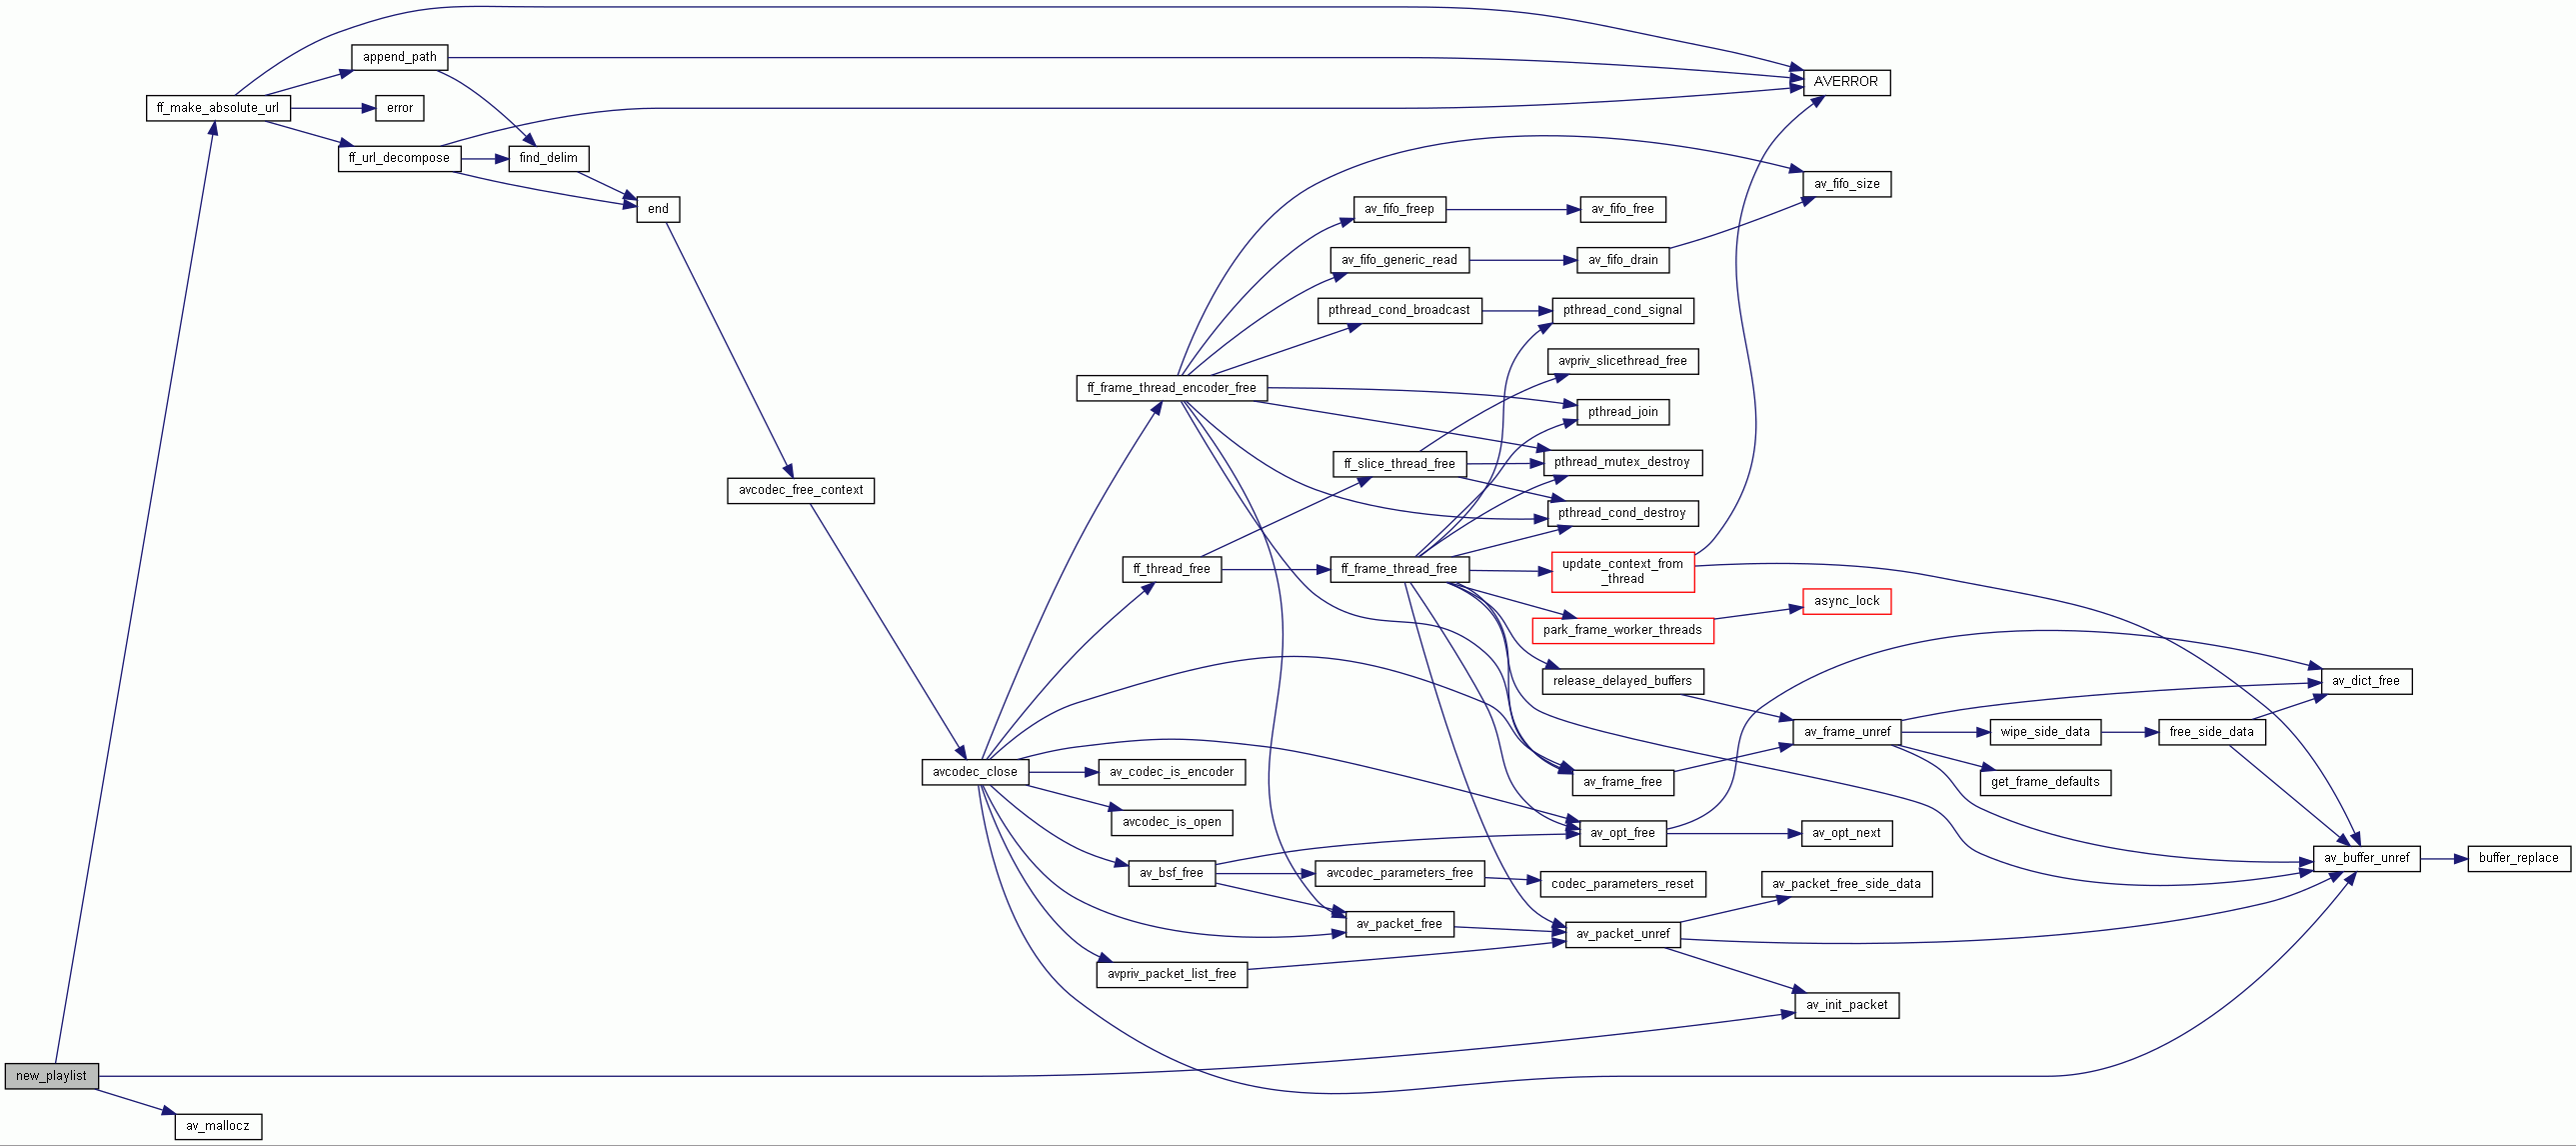 append_path
AVERROR
ff_make_absolute_url
error
ff_url_decompose
find_delim
av_fifo_size
end
av_fifo_freep
av_fifo_free
av_fifo_generic_read
av_fifo_drain
pthread_cond_broadcast
pthread_cond_signal
avpriv_slicethread_free
ff_frame_thread_encoder_free
pthread_join
ff_slice_thread_free
pthread_mutex_destroy
avcodec_free_context
pthread_cond_destroy
ff_thread_free
ff_frame_thread_free
update_context_from
_thread
async_lock
park_frame_worker_threads
release_delayed_buffers
av_dict_free
av_frame_unref
wipe_side_data
free_side_data
avcodec_close
av_codec_is_encoder
av_frame_free
get_frame_defaults
avcodec_is_open
av_opt_free
av_opt_next
av_buffer_unref
buffer_replace
av_bsf_free
avcodec_parameters_free
codec_parameters_reset
av_packet_free_side_data
av_packet_free
av_packet_unref
avpriv_packet_list_free
av_init_packet
new_playlist
av_mallocz